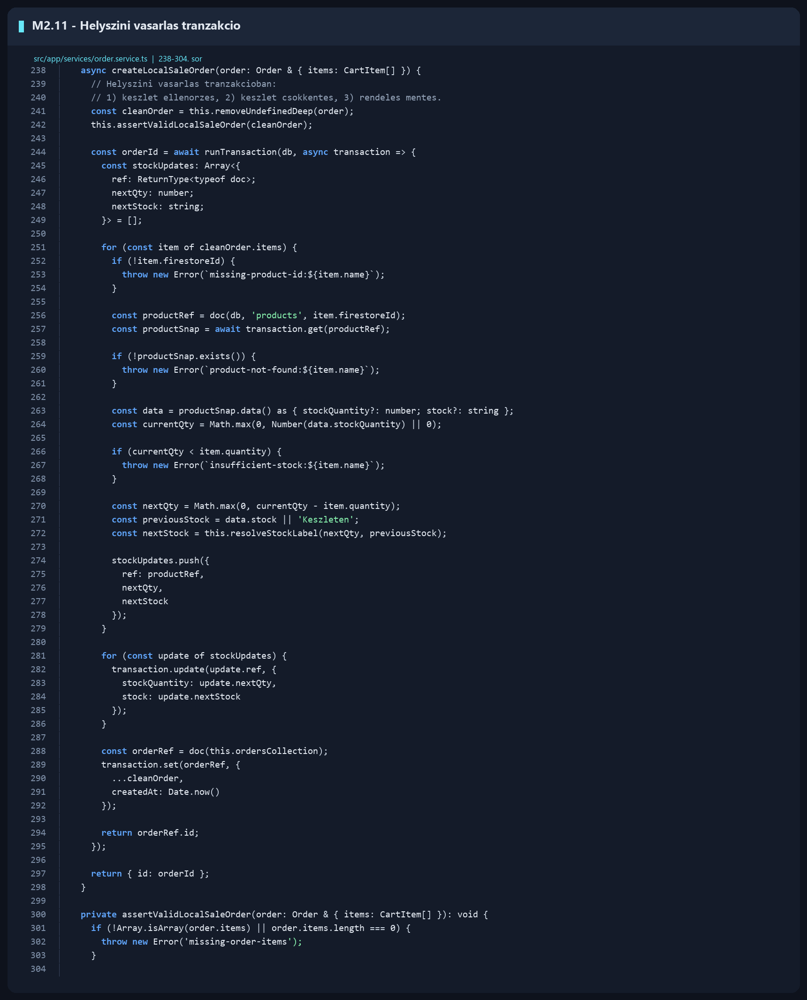 M2.11 - Helyszini vasarlas tranzakcio
src/app/services/order.service.ts | 238-304. sor
238 async createLocalSaleOrder(order: Order & { items: CartItem[] }) {
239 // Helyszini vasarlas tranzakcioban:
240 // 1) keszlet ellenorzes, 2) keszlet csokkentes, 3) rendeles mentes.
241 const cleanOrder = this.removeUndefinedDeep(order);
242 this.assertValidLocalSaleOrder(cleanOrder);
243
244 const orderId = await runTransaction(db, async transaction => {
245 const stockUpdates: Array<{
246 ref: ReturnType<typeof doc>;
247 nextQty: number;
248 nextStock: string;
249 }> = [];
250
251 for (const item of cleanOrder.items) {
252 if (!item.firestoreId) {
253 throw new Error(`missing-product-id:${item.name}`);
254 }
255
256 const productRef = doc(db, 'products', item.firestoreId);
257 const productSnap = await transaction.get(productRef);
258
259 if (!productSnap.exists()) {
260 throw new Error(`product-not-found:${item.name}`);
261 }
262
263 const data = productSnap.data() as { stockQuantity?: number; stock?: string };
264 const currentQty = Math.max(0, Number(data.stockQuantity) || 0);
265
266 if (currentQty < item.quantity) {
267 throw new Error(`insufficient-stock:${item.name}`);
268 }
269
270 const nextQty = Math.max(0, currentQty - item.quantity);
271 const previousStock = data.stock || 'Keszleten';
272 const nextStock = this.resolveStockLabel(nextQty, previousStock);
273
274 stockUpdates.push({
275 ref: productRef,
276 nextQty,
277 nextStock
278 });
279 }
280
281 for (const update of stockUpdates) {
282 transaction.update(update.ref, {
283 stockQuantity: update.nextQty,
284 stock: update.nextStock
285 });
286 }
287
288 const orderRef = doc(this.ordersCollection);
289 transaction.set(orderRef, {
290 ...cleanOrder,
291 createdAt: Date.now()
292 });
293
294 return orderRef.id;
295 });
296
297 return { id: orderId };
298 }
299
300 private assertValidLocalSaleOrder(order: Order & { items: CartItem[] }): void {
301 if (!Array.isArray(order.items) || order.items.length === 0) {
302 throw new Error('missing-order-items');
303 }
304